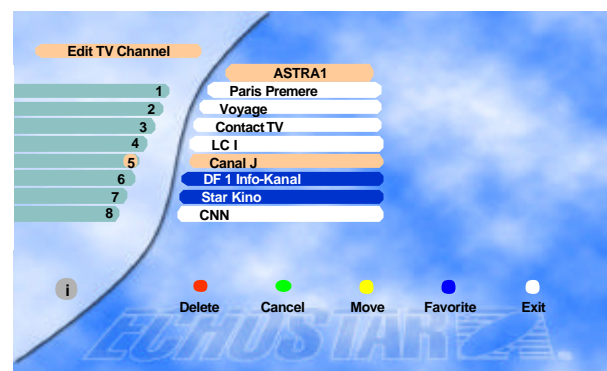 Edit TV Channel
ASTRA1
1 Paris Premere
2 Voyage
3 Contact TV
4 LC I
5 Canal J
6 DF 1 Info-Kanal
7 Star Kino
8 CNN
i
Delete Cancel Move Favorite Exit
ECHOSTAR